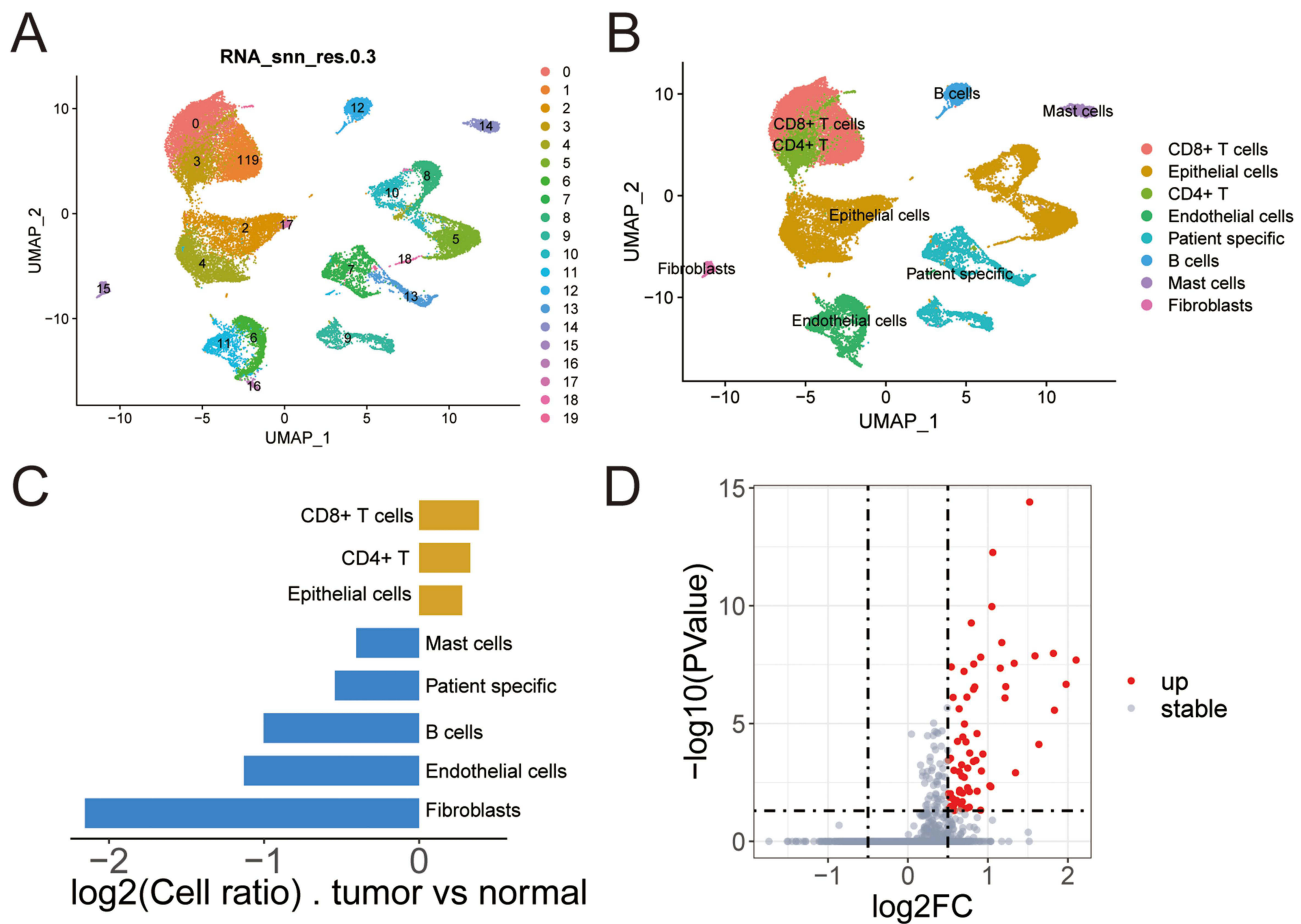 A
RNA_snn_res.0.3
10
0
−10
UMAP_2
−10
−5
0
5
10
UMAP_1
0
1
2
3
4
5
6
7
8
9
10
11
12
13
14
15
16
17
18
19
12
14
0
3
119
8
10
2
17
5
4
18
7
13
15
11
6
16
9
B
10
0
−10
UMAP_2
−10
−5
0
5
10
UMAP_1
B cells
Mast cells
CD8+ T cells
CD4+ T
Epithelial cells
Fibroblasts
Patient specific
Endothelial cells
CD8+ T cells
Epithelial cells
CD4+ T
Endothelial cells
Patient specific
B cells
Mast cells
Fibroblasts
C
CD8+ T cells
CD4+ T
Epithelial cells
Mast cells
Patient specific
B cells
Endothelial cells
Fibroblasts
−2
−1
0
log2(Cell ratio) . tumor vs normal
D
15
10
5
0
−log10(PValue)
−1
0
1
2
log2FC
up
stable